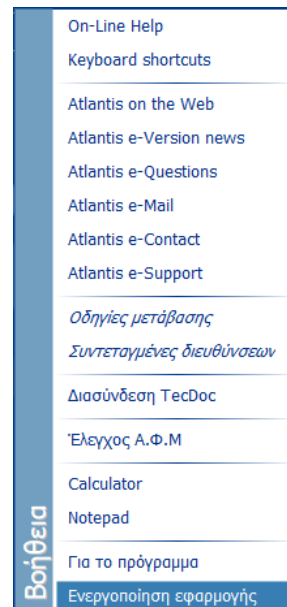 On-Line Help
Keyboard shortcuts
Atlantis on the Web
Atlantis e-Version news
Atlantis e-Questions
Atlantis e-Mail
Atlantis e-Contact
Atlantis e-Support
Οδηγίες μετάβασης
Συντεταγμένες διευθύνσεων
Διασύνδεση TecDoc
Έλεγχος Α.Φ.Μ
Calculator
Notepad
Για το πρόγραμμα
Ενεργοποίηση εφαρμογής
Βοήθεια